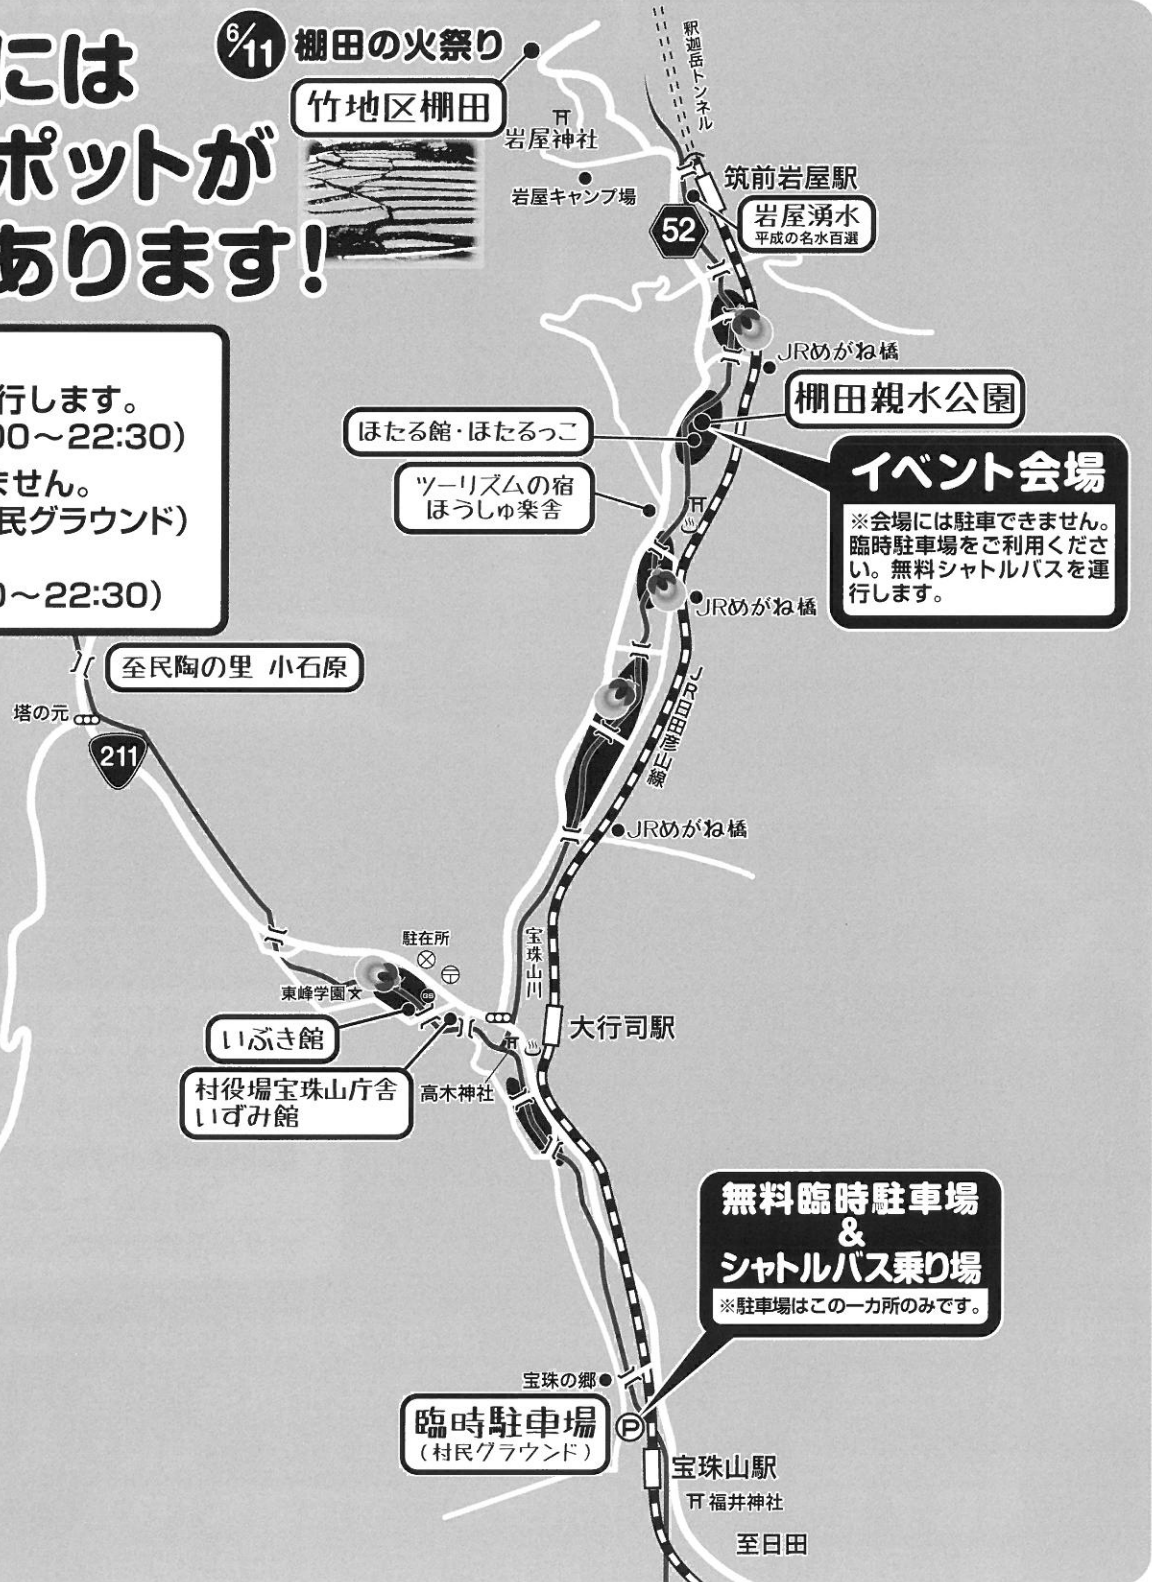 には
ポットが
あります!
6/11 棚田の火祭り
竹地区棚田
釈迦岳トンネル
岩屋神社
岩屋キャンプ場
筑前岩屋駅
岩屋湧水
平成の名水百選
52
JRめがね橋
棚田親水公園
ほたる館・ほたるっこ
ツーリズムの宿
ほうしゅ楽舎
イベント会場
※会場には駐車できません。
臨時駐車場をご利用くださ
い。無料シャトルバスを運
行します。
行します。
00〜22:30)
ません。
民グラウンド)
0〜22:30)
JRめがね橋
至民陶の里 小石原
塔の元
211
JR日田彦山線
JRめがね橋
駐在所
宝珠山川
東峰学園
GS
いぶき館
大行司駅
村役場宝珠山庁舎
いずみ館
高木神社
無料臨時駐車場
&
シャトルバス乗り場
※駐車場はこの一カ所のみです。
宝珠の郷
臨時駐車場
(村民グラウンド)
P
宝珠山駅
福井神社
至日田